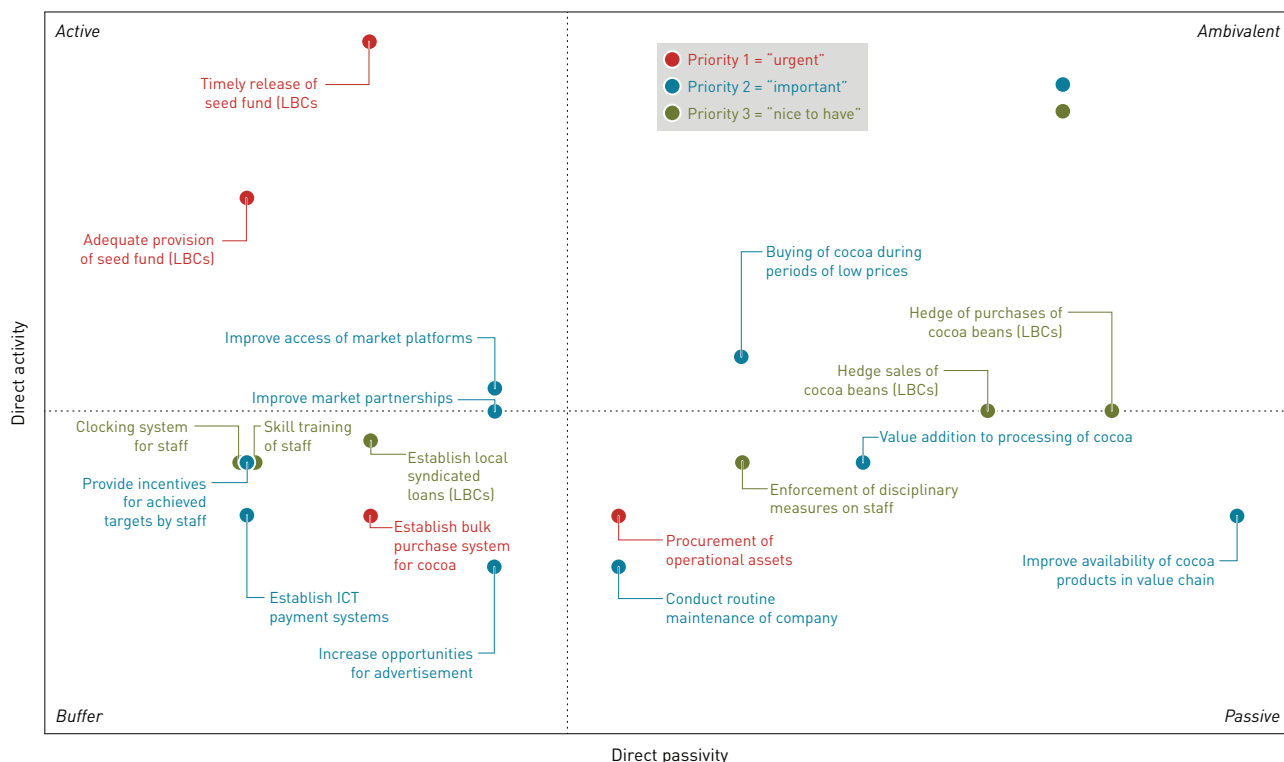 Active
Ambivalent
Priority 1 = “urgent”
Priority 2 = “important”
Priority 3 = “nice to have”
Timely release of
seed fund (LBCs
Adequate provision
of seed fund (LBCs)
Buying of cocoa during
periods of low prices
Hedge of purchases of
cocoa beans (LBCs)
Improve access of market platforms
Hedge sales of
cocoa beans (LBCs)
Improve market partnerships
Direct activity
Clocking system
for staff
Skill training
of staff
Value addition to processing of cocoa
Establish local
syndicated
loans (LBCs)
Provide incentives
for achieved
targets by staff
Enforcement of disciplinary
measures on staff
Establish bulk
purchase system
for cocoa
Procurement of
operational assets
Improve availability of cocoa
products in value chain
Establish ICT
payment systems
Conduct routine
maintenance of company
Increase opportunities
for advertisement
Buffer
Passive
Direct passivity